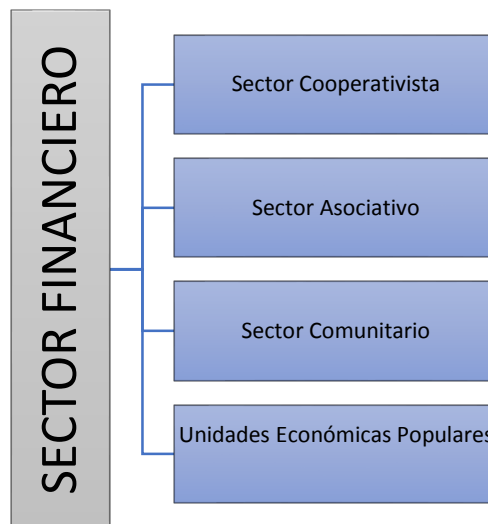 SECTOR FINANCIERO
Sector Cooperativista
Sector Asociativo
Sector Comunitario
Unidades Económicas Populares